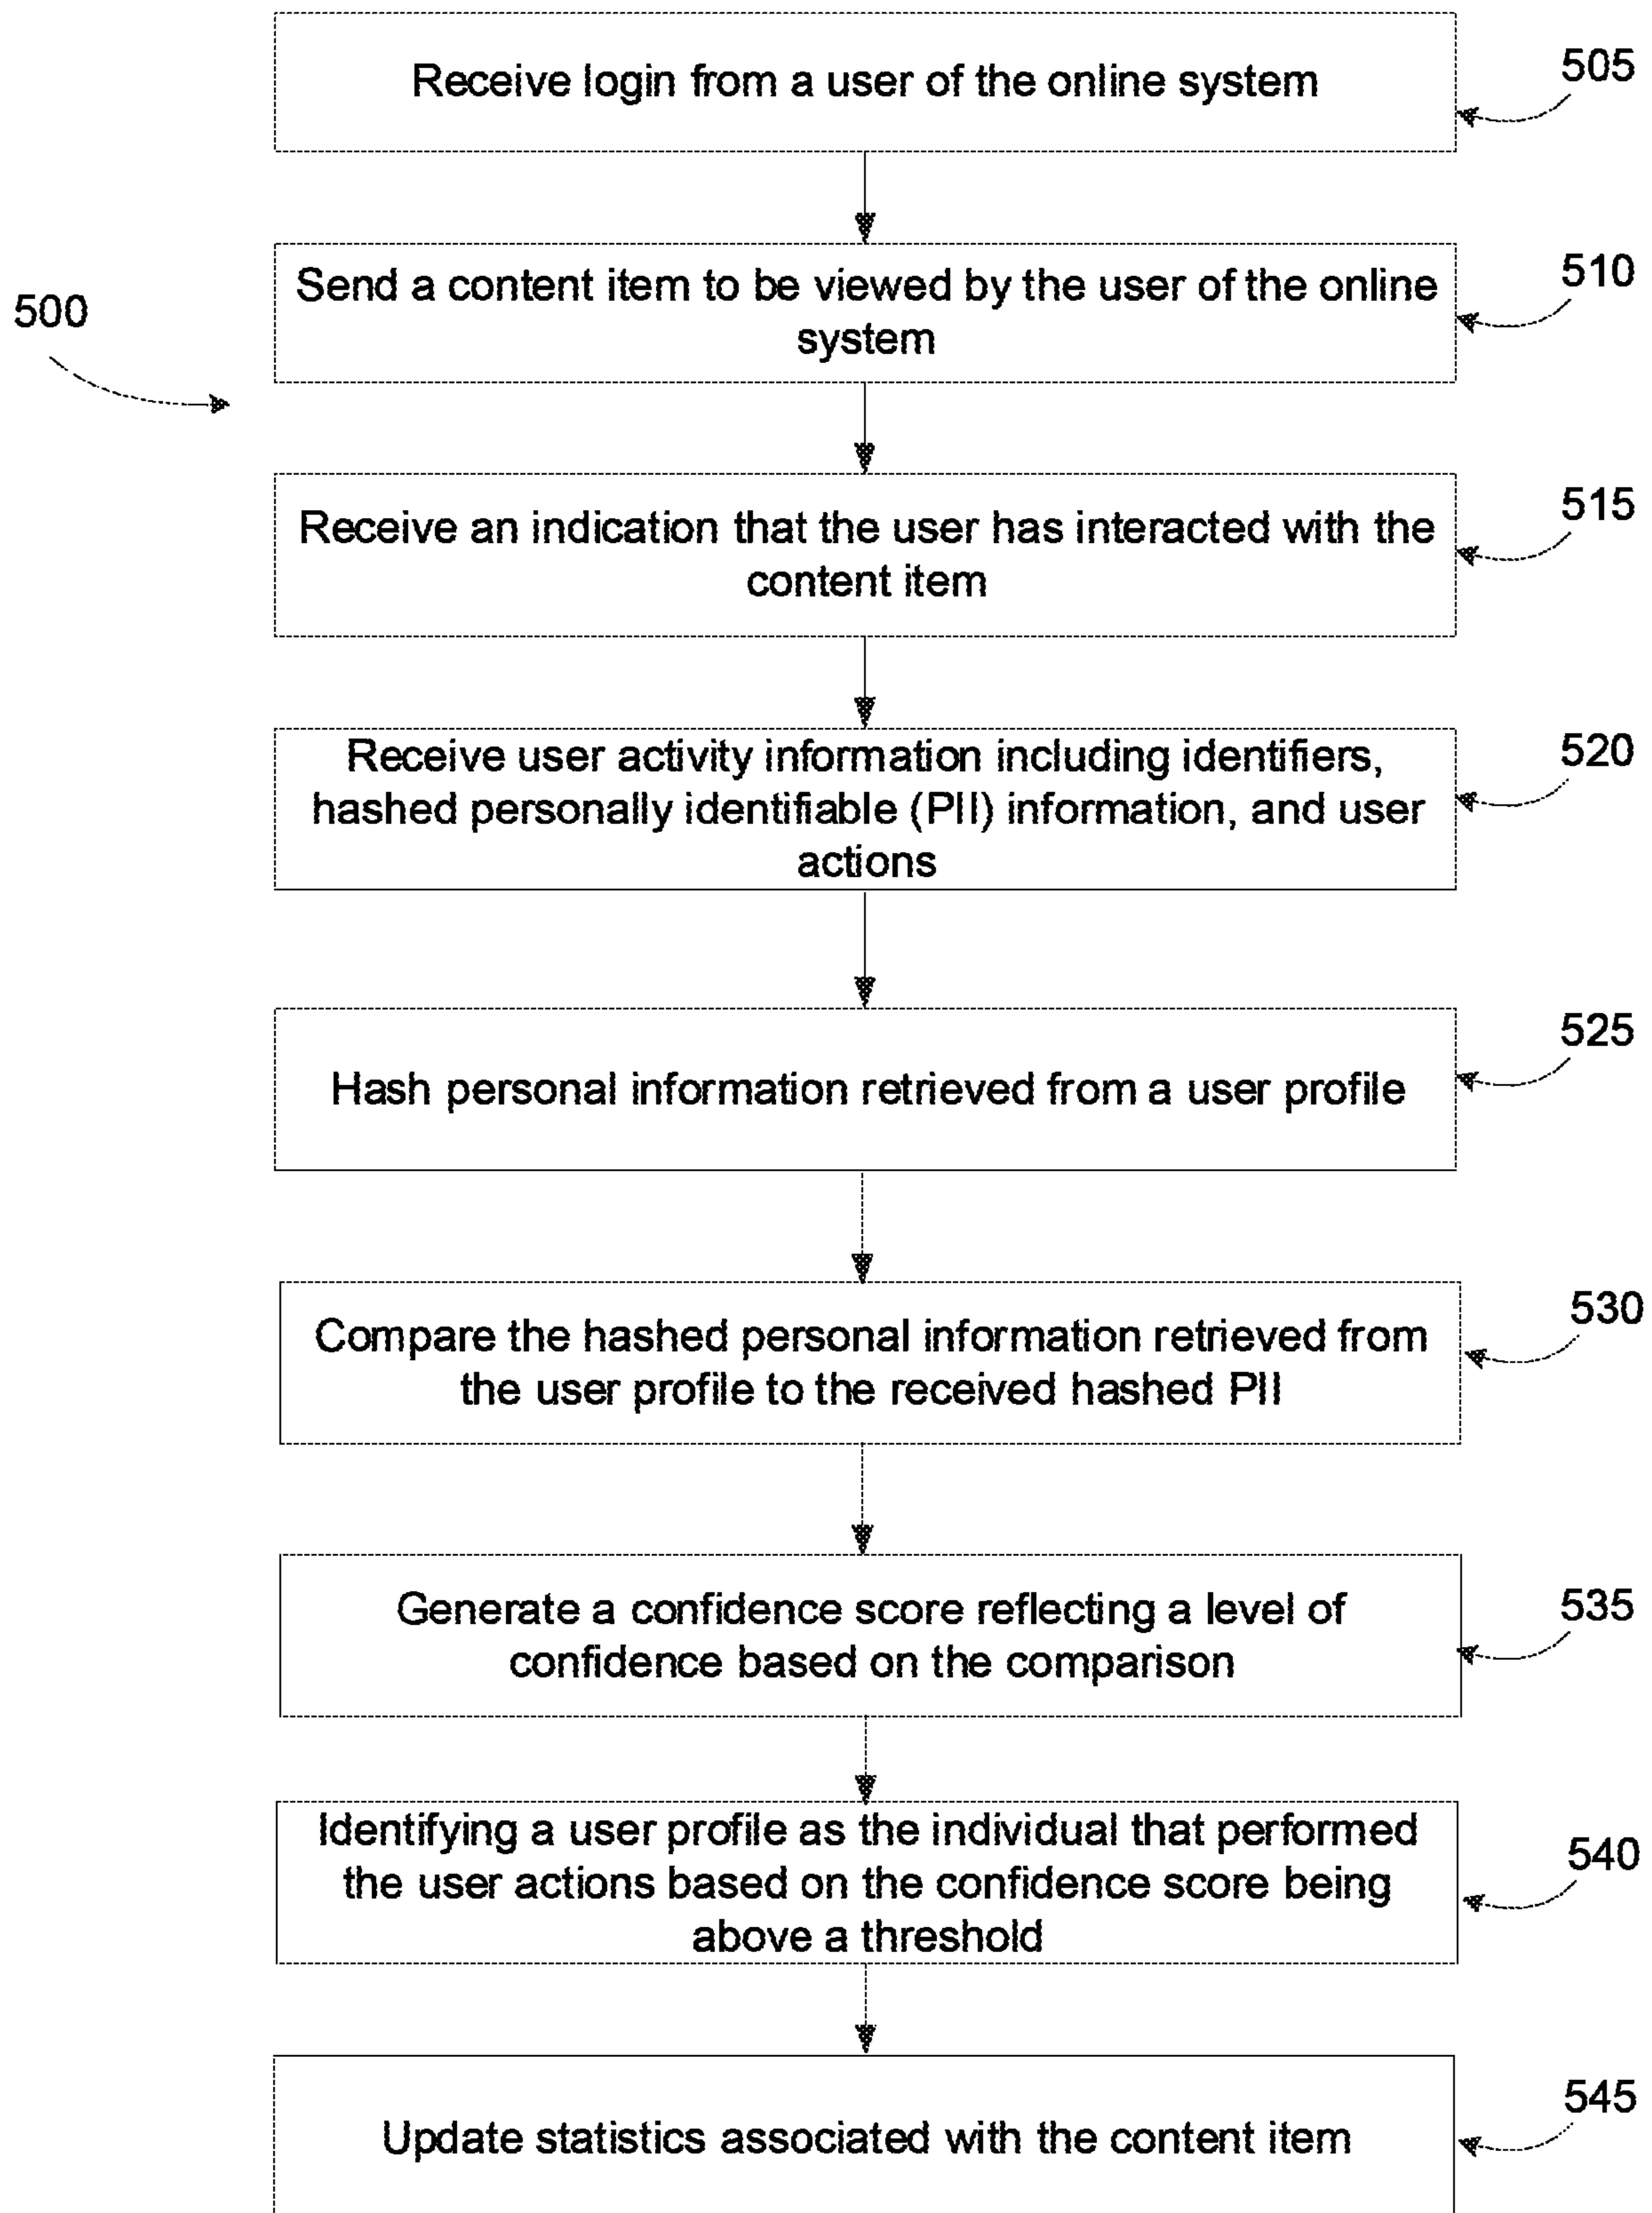 Receive login from a user of the online system
505
Send a content item to be viewed by the user of the online
system
510
500
Receive an indication that the user has interacted with the
content item
515
Receive user activity information including identifiers,
hashed personally identifiable (PII) information, and user
actions
520
Hash personal information retrieved from a user profile
525
Compare the hashed personal information retrieved from
the user profile to the received hashed PII
530
Generate a confidence score reflecting a level of
confidence based on the comparison
535
Identifying a user profile as the individual that performed
the user actions based on the confidence score being
above a threshold
540
Update statistics associated with the content item
545